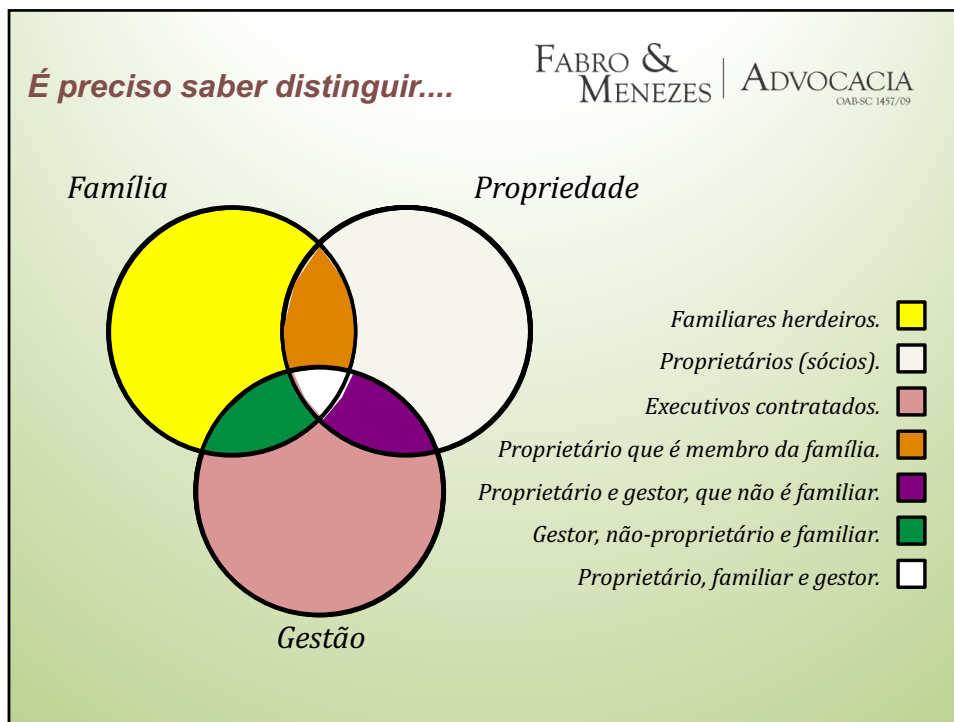 É preciso saber distinguir....
FABRO &
MENEZES
ADVOCACIA
OAB-SC 1457/09
Família
Propriedade
Familiares herdeiros.
Proprietários (sócios).
Executivos contratados.
Proprietário que é membro da família.
Proprietário e gestor, que não é familiar.
Gestor, não-proprietário e familiar.
Proprietário, familiar e gestor.
Gestão